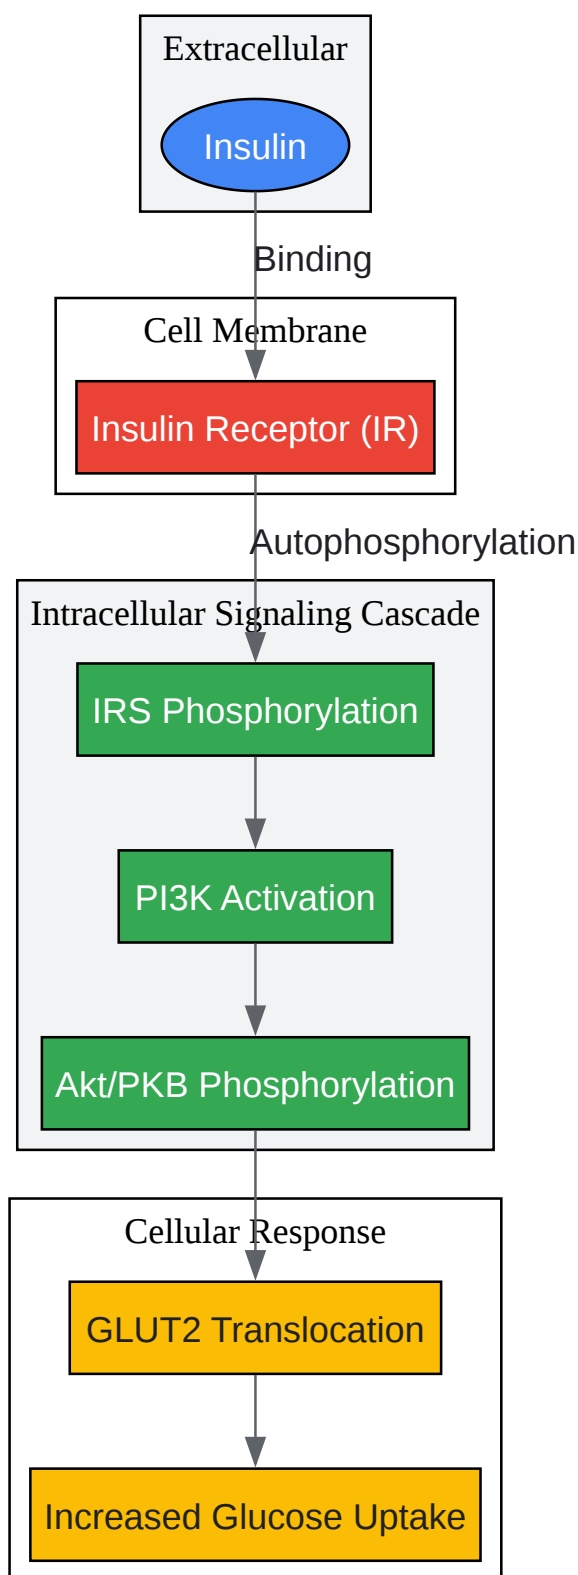 Extracellular
Insulin
Binding
Cell Membrane
Insulin Receptor (IR)
Autophosphorylation
Intracellular Signaling Cascade
IRS Phosphorylation
PI3K Activation
Akt/PKB Phosphorylation
Cellular Response
GLUT2 Translocation
Increased Glucose Uptake